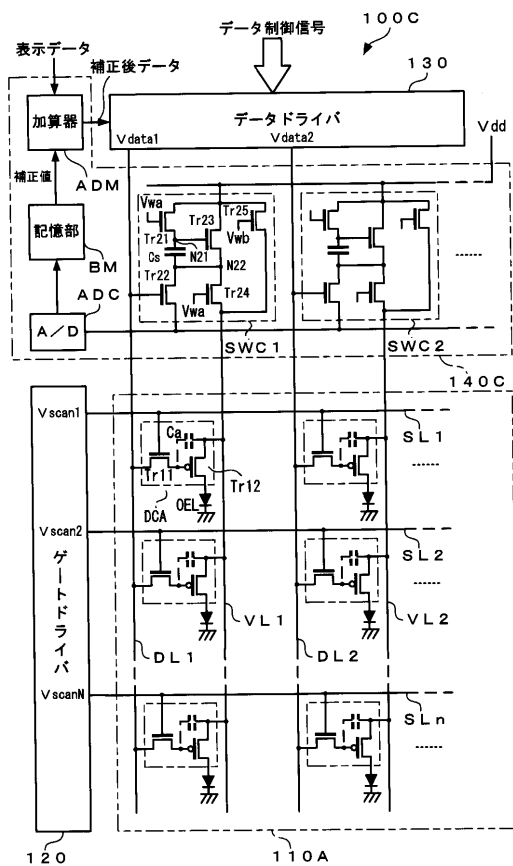 データ制御信号
100C
表示データ
補正後データ
130
加算器
データドライバ
Vdata1
Vdata2
Vdd
ADM
補正値
記憶部
BM
ADC
A/D
Vwa
Tr23
Tr25
Tr21
Vwb
Cs
N21
N22
Tr22
Tr24
Vwa
SWC1
SWC2
140C
Vscan1
SL1
Ca
Tr11
Tr12
OEL
DCA
Vscan2
SL2
ゲートドライバ
VL1
VL2
DL1
DL2
VscanN
SLn
120
110A